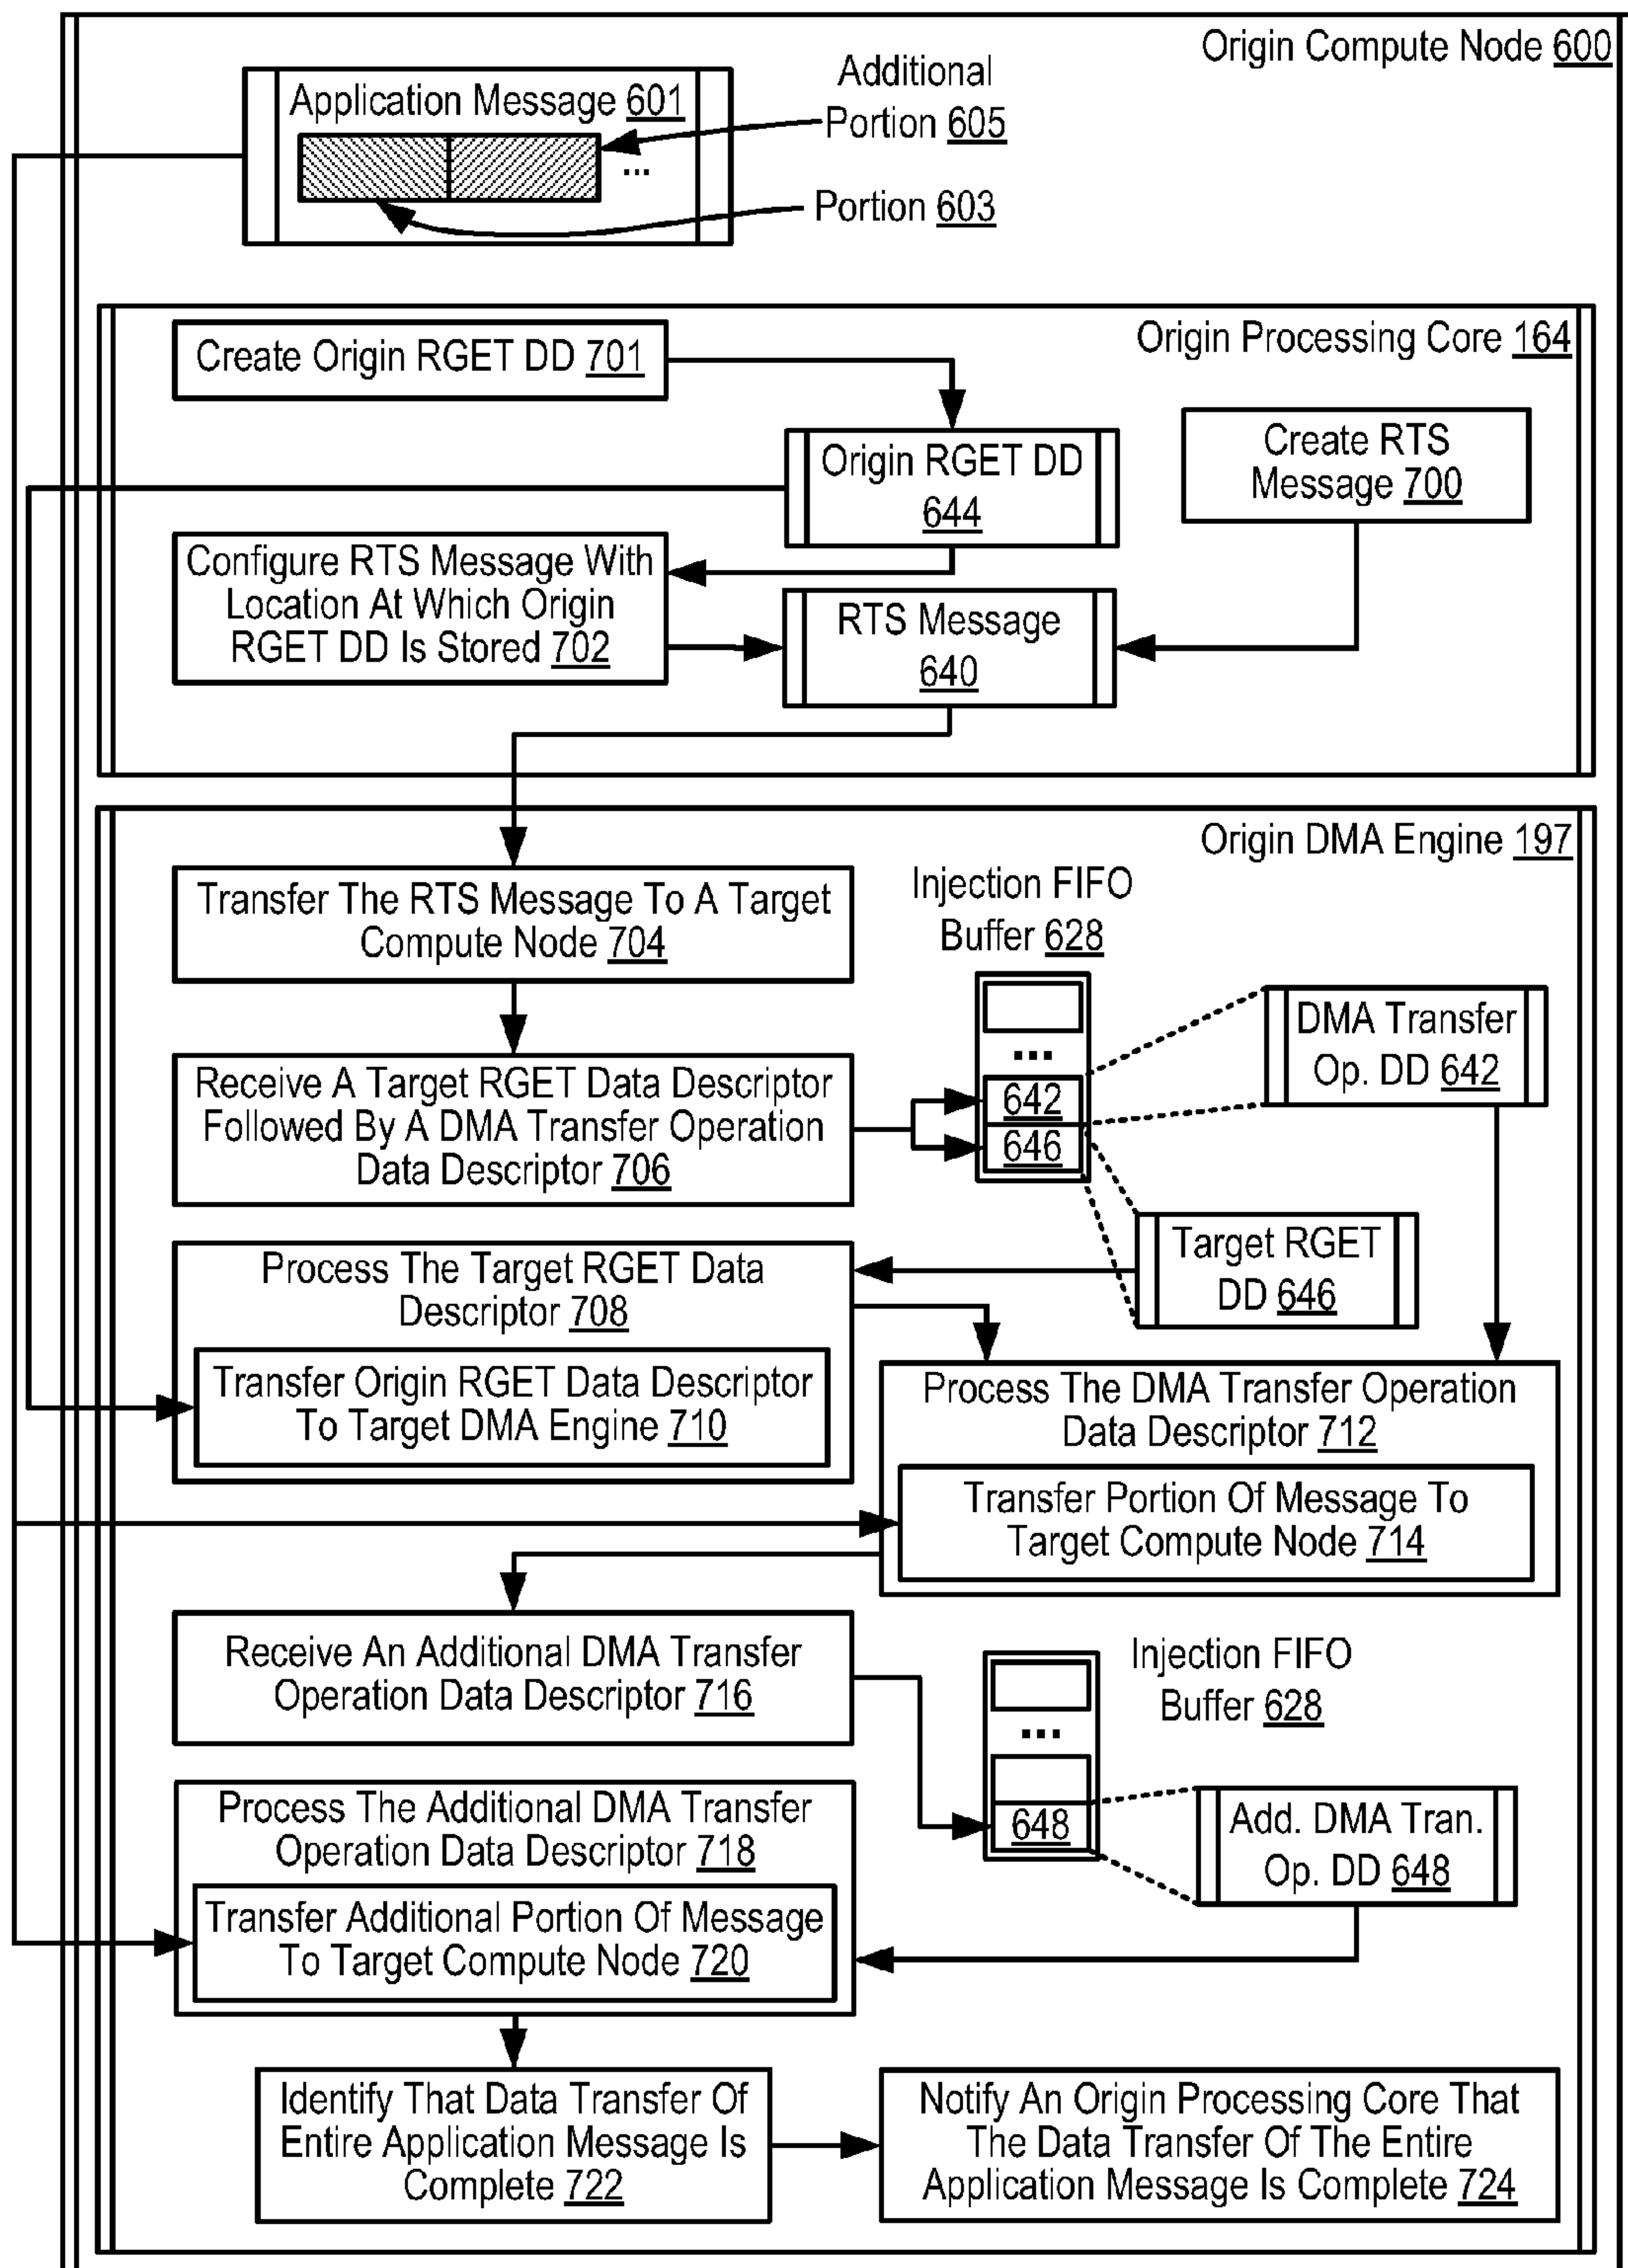 Origin Compute Node 600
Application Message 601
...
Additional
Portion 605
Portion 603
Origin Processing Core 164
Create Origin RGET DD 701
Origin RGET DD
644
Create RTS
Message 700
Configure RTS Message With
Location At Which Origin
RGET DD Is Stored 702
RTS Message
640
Origin DMA Engine 197
Transfer The RTS Message To A Target
Compute Node 704
Injection FIFO
Buffer 628
...
642
646
DMA Transfer
Op. DD 642
Receive A Target RGET Data Descriptor
Followed By A DMA Transfer Operation
Data Descriptor 706
Target RGET
DD 646
Process The Target RGET Data
Descriptor 708
Transfer Origin RGET Data Descriptor
To Target DMA Engine 710
Process The DMA Transfer Operation
Data Descriptor 712
Transfer Portion Of Message To
Target Compute Node 714
Receive An Additional DMA Transfer
Operation Data Descriptor 716
Injection FIFO
Buffer 628
...
648
Add. DMA Tran.
Op. DD 648
Process The Additional DMA Transfer
Operation Data Descriptor 718
Transfer Additional Portion Of Message
To Target Compute Node 720
Identify That Data Transfer Of
Entire Application Message Is
Complete 722
Notify An Origin Processing Core That
The Data Transfer Of The Entire
Application Message Is Complete 724